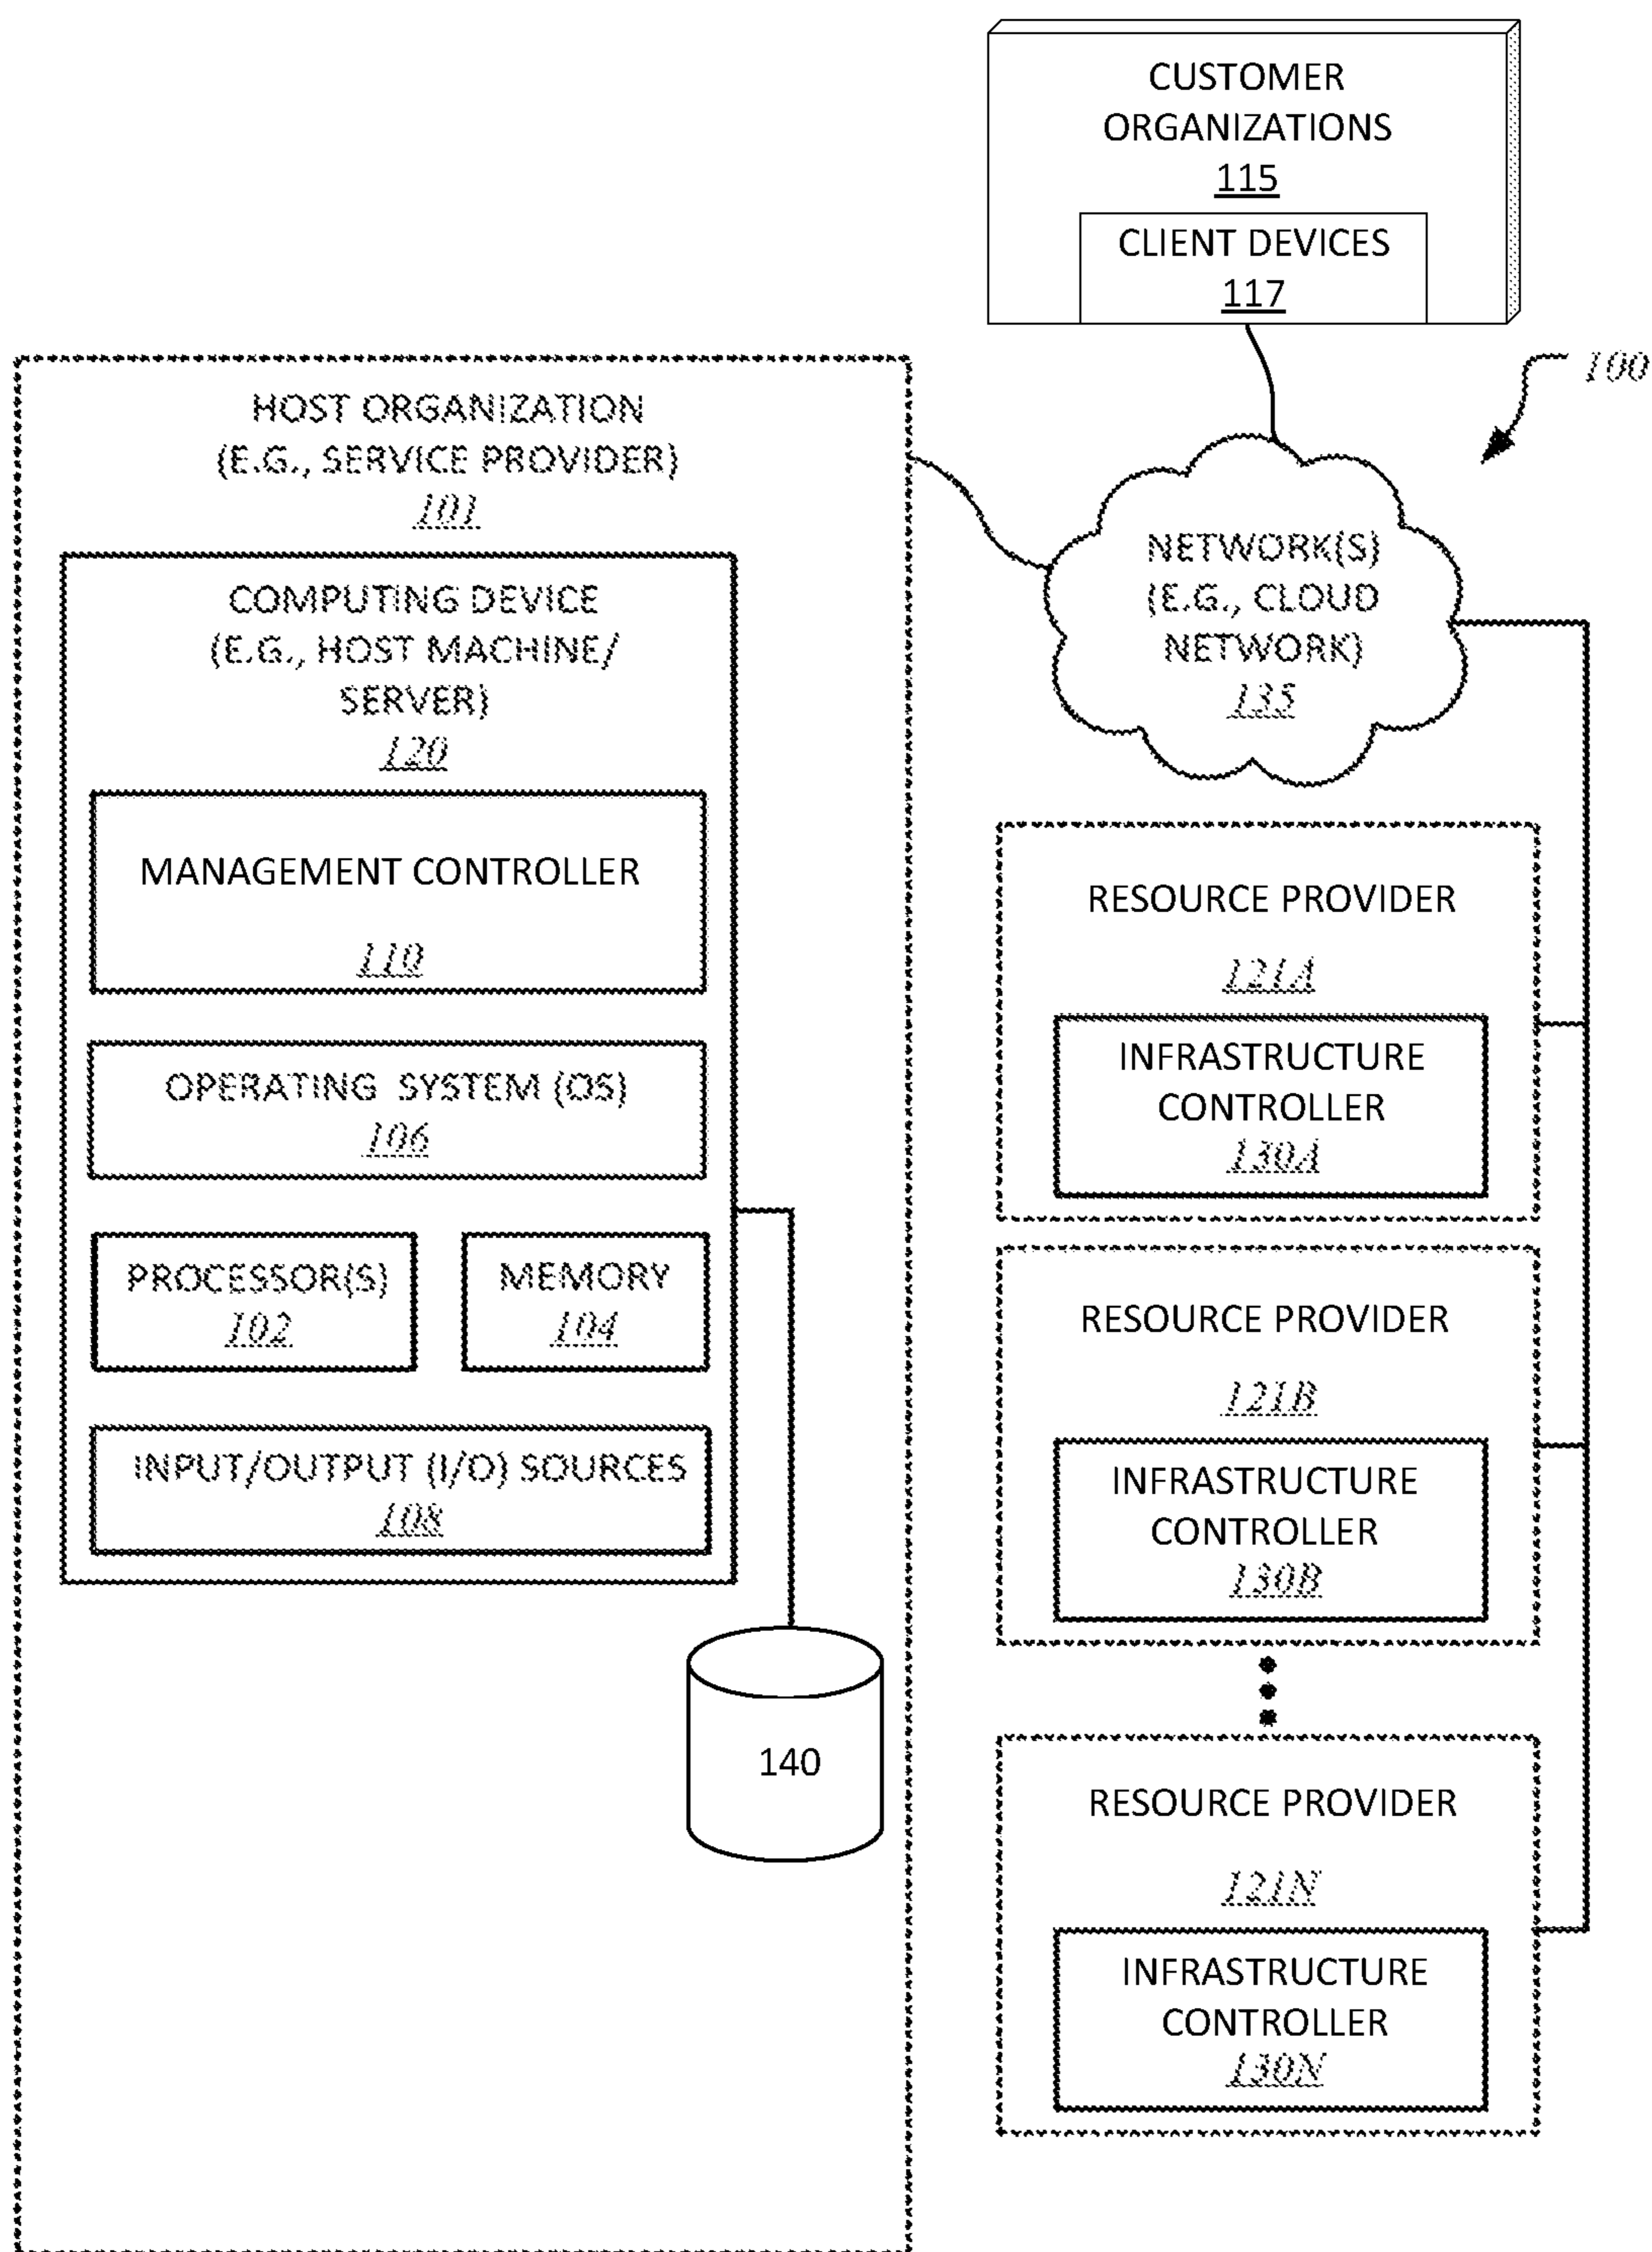 CUSTOMER
ORGANIZATIONS
115
CLIENT DEVICES
117
100
HOST ORGANIZATION
(E.G., SERVICE PROVIDER)
101
COMPUTING DEVICE
(E.G., HOST MACHINE/
SERVER)
120
MANAGEMENT CONTROLLER
110
OPERATING SYSTEM (OS)
106
PROCESSOR(S)
102
MEMORY
104
INPUT/OUTPUT (I/O) SOURCES
108
140
NETWORK(S)
(E.G., CLOUD
NETWORK)
135
RESOURCE PROVIDER
121A
INFRASTRUCTURE
CONTROLLER
130A
RESOURCE PROVIDER
121B
INFRASTRUCTURE
CONTROLLER
130B
RESOURCE PROVIDER
121N
INFRASTRUCTURE
CONTROLLER
130N